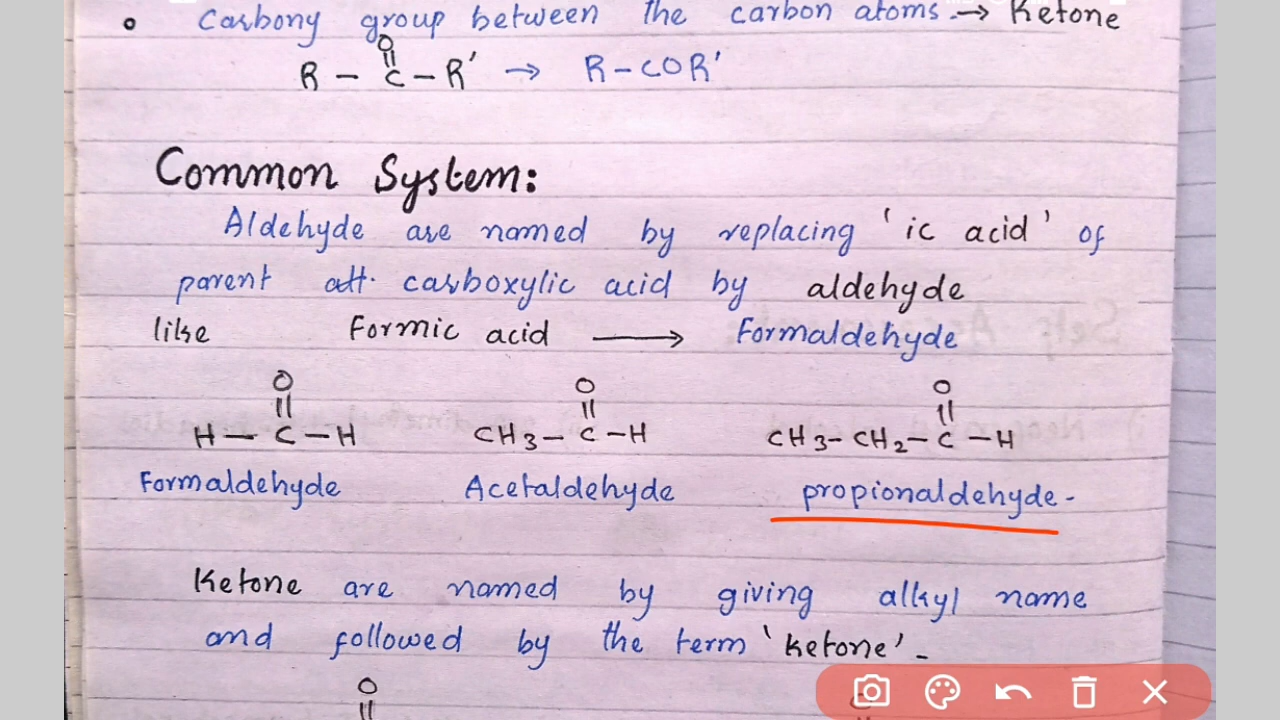 • Carbony group between the carbon atoms → Ketone
O
R - C - R' → R-COR'
Common System:
Aldehyde are named by replacing 'ic acid' of
parent carboxylic acid by aldehyde
like Formic acid → Formaldehyde
O O O
H - C - H CH3 - C - H CH3 - CH2 - C - H
Formaldehyde Acetaldehyde propionaldehyde -
Ketone are named by giving alkyl name
and followed by the term 'ketone' -
O